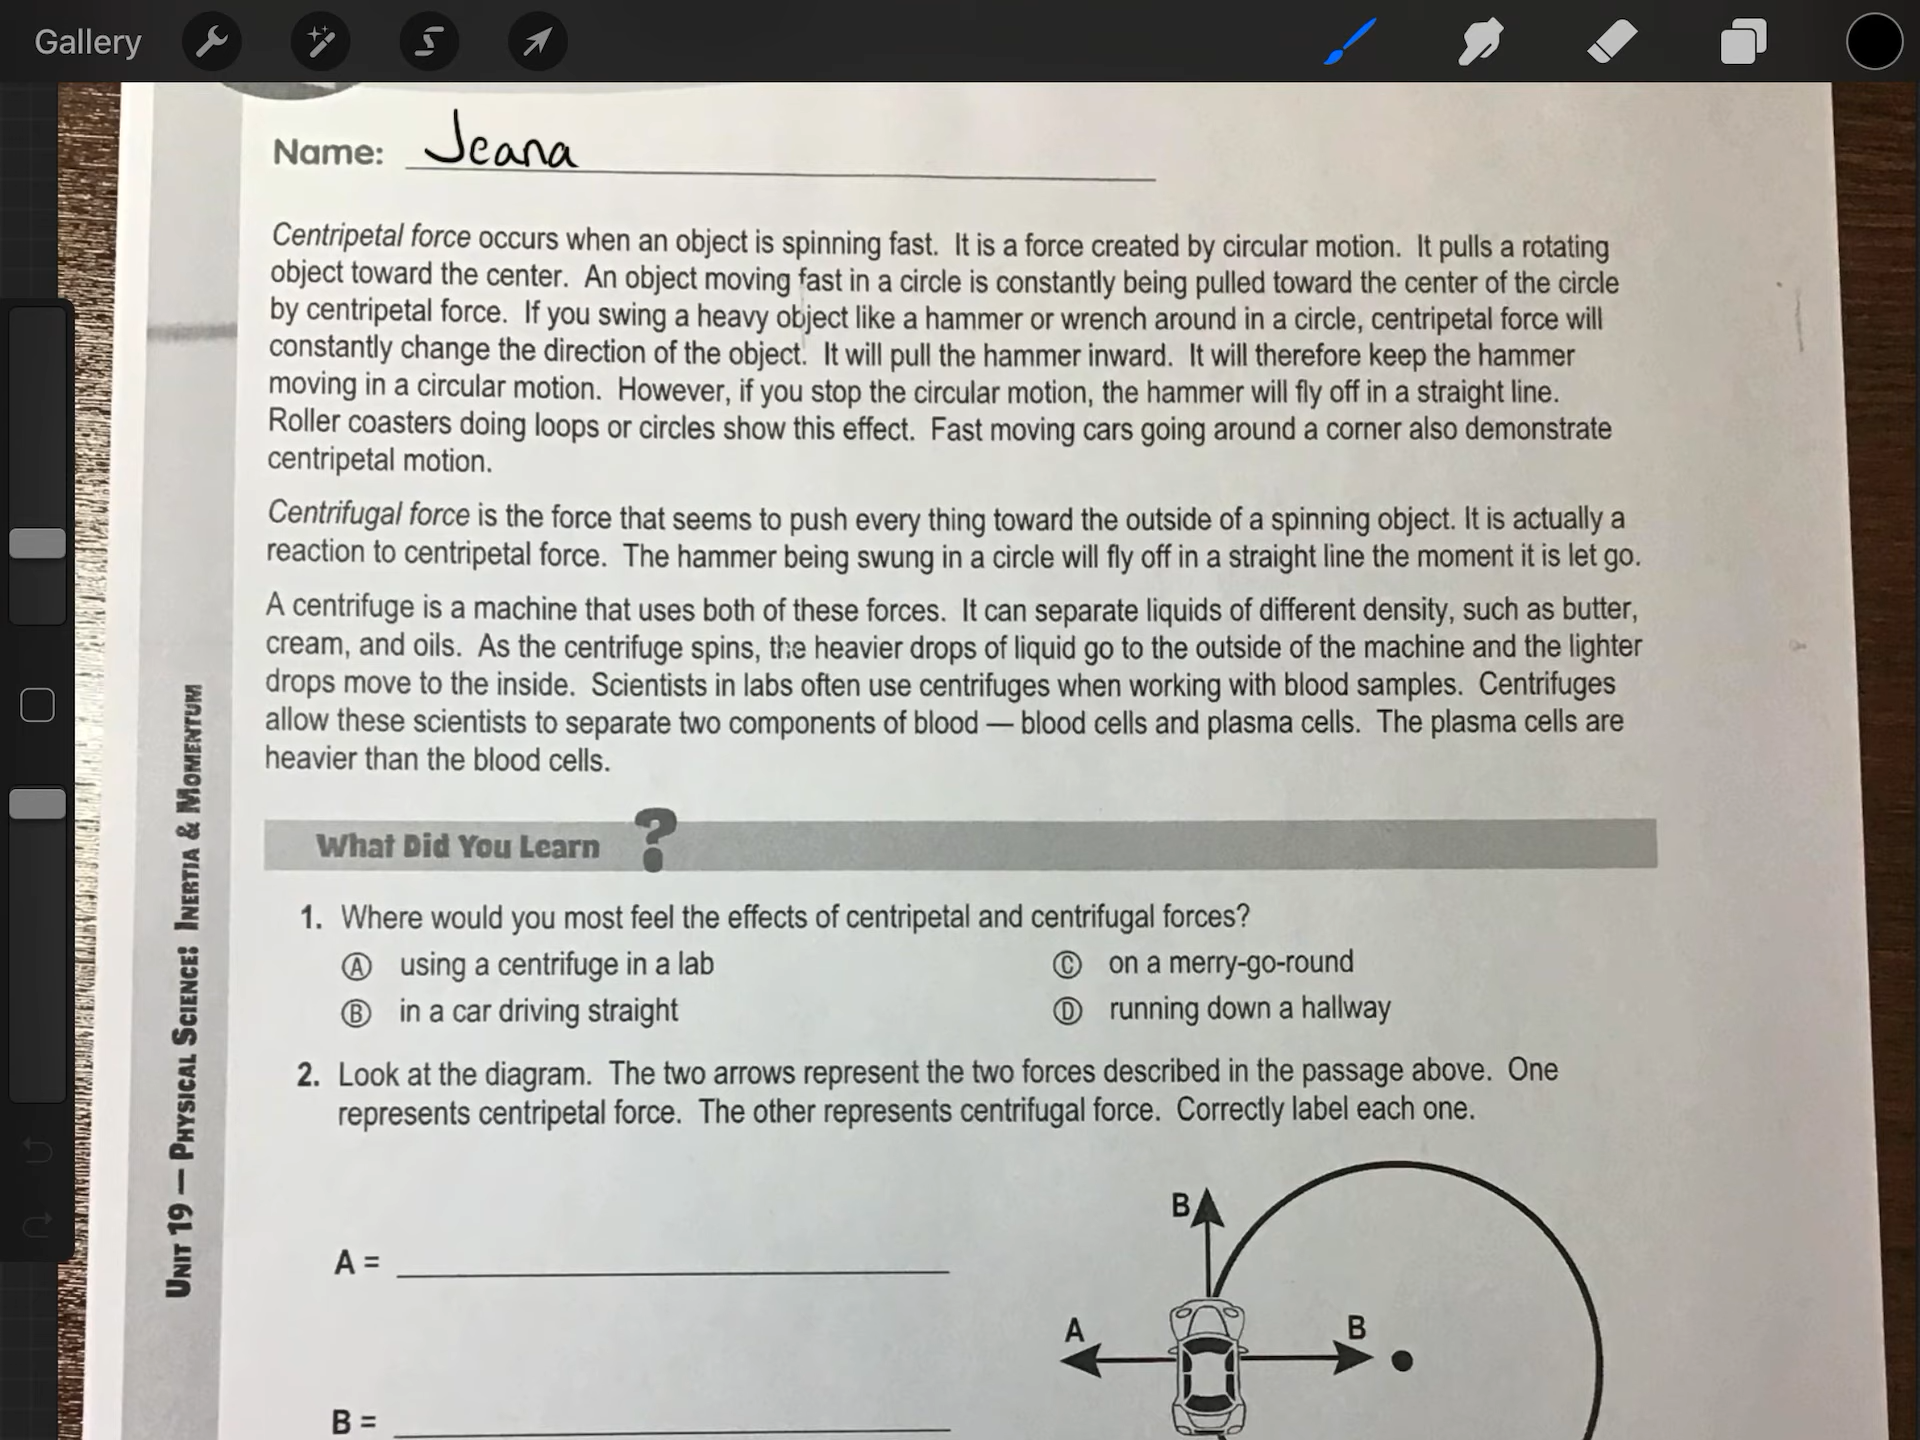 Gallery
Name: Jeana
Centripetal force occurs when an object is spinning fast. It is a force created by circular motion. It pulls a rotating
object toward the center. An object moving fast in a circle is constantly being pulled toward the center of the circle
by centripetal force. If you swing a heavy object like a hammer or wrench around in a circle, centripetal force will
constantly change the direction of the object. It will pull the hammer inward. It will therefore keep the hammer
moving in a circular motion. However, if you stop the circular motion, the hammer will fly off in a straight line.
Roller coasters doing loops or circles show this effect. Fast moving cars going around a corner also demonstrate
centripetal motion.
Centrifugal force is the force that seems to push every thing toward the outside of a spinning object. It is actually a
reaction to centripetal force. The hammer being swung in a circle will fly off in a straight line the moment it is let go.
A centrifuge is a machine that uses both of these forces. It can separate liquids of different density, such as butter,
cream, and oils. As the centrifuge spins, the heavier drops of liquid go to the outside of the machine and the lighter
drops move to the inside. Scientists in labs often use centrifuges when working with blood samples. Centrifuges
allow these scientists to separate two components of blood — blood cells and plasma cells. The plasma cells are
heavier than the blood cells.
UNIT 19 — PHYSICAL SCIENCE: INERTIA & MOMENTUM
What Did You Learn ?
1. Where would you most feel the effects of centripetal and centrifugal forces?
Ⓐ using a centrifuge in a lab
Ⓑ in a car driving straight
Ⓒ on a merry-go-round
Ⓓ running down a hallway
2. Look at the diagram. The two arrows represent the two forces described in the passage above. One
represents centripetal force. The other represents centrifugal force. Correctly label each one.
A =
B =
B
A
B